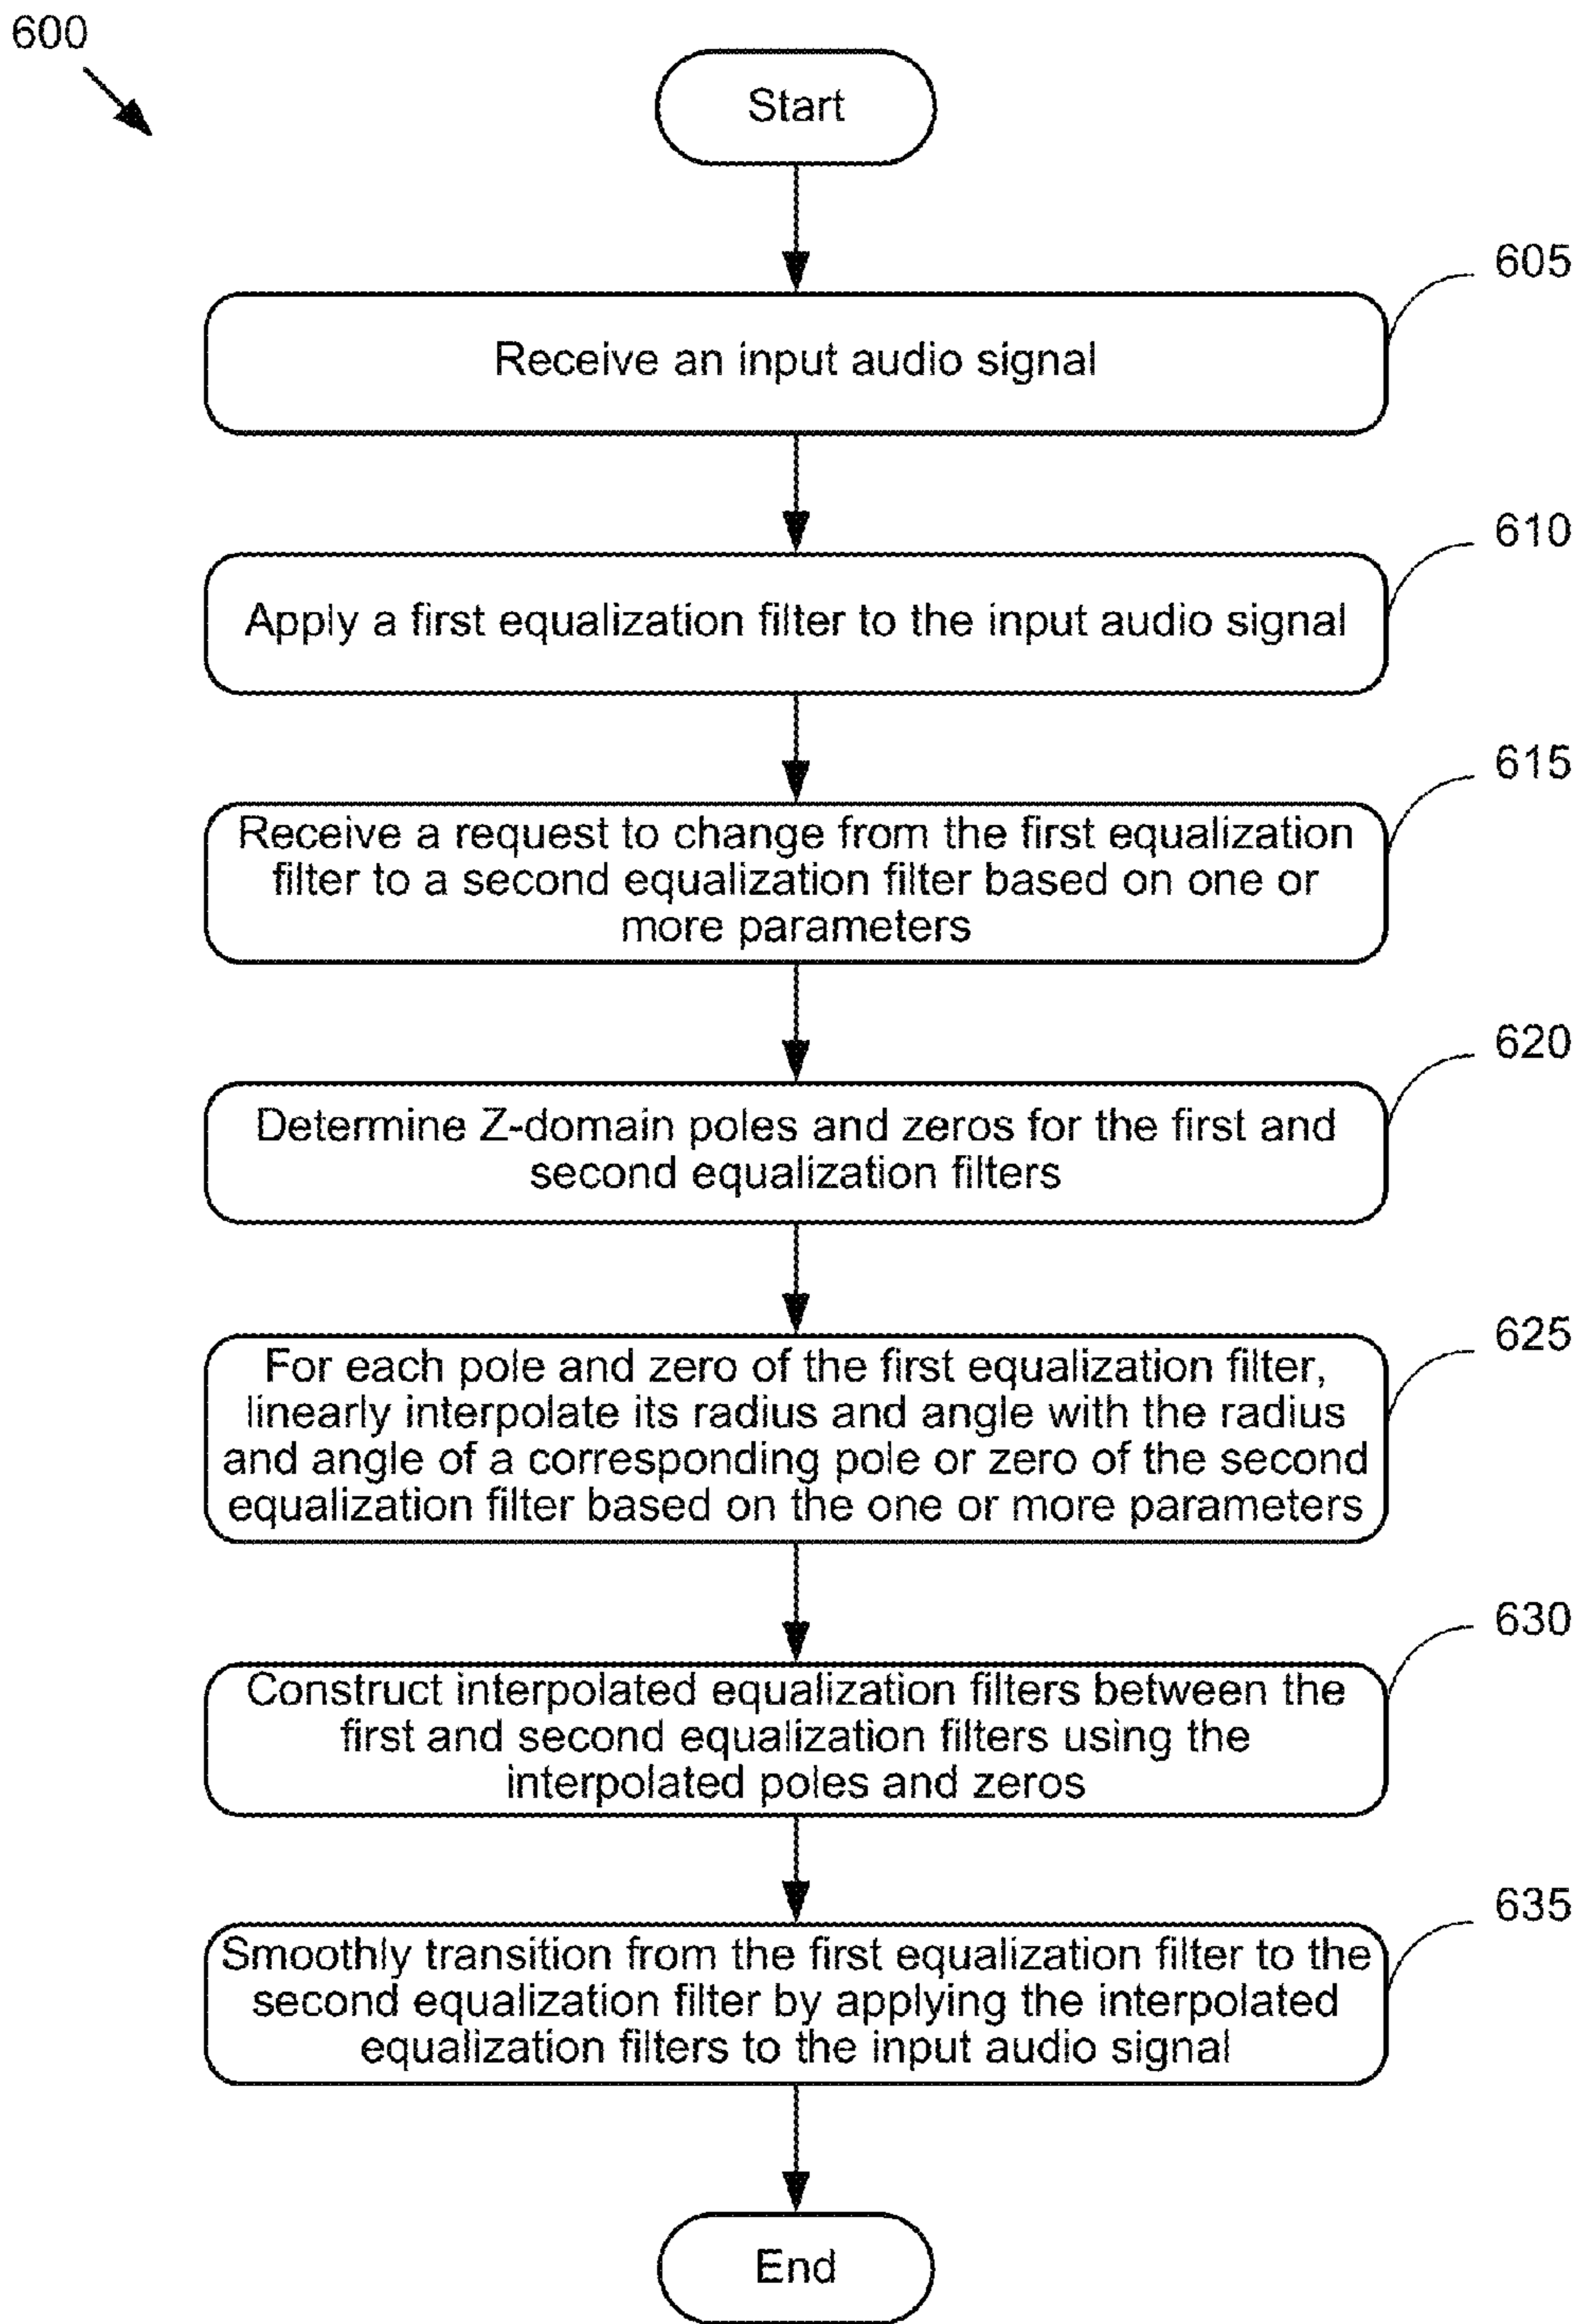 600
Start
605
Receive an input audio signal
610
Apply a first equalization filter to the input audio signal
615
Receive a request to change from the first equalization
filter to a second equalization filter based on one or
more parameters
620
Determine Z-domain poles and zeros for the first and
second equalization filters
625
For each pole and zero of the first equalization filter,
linearly interpolate its radius and angle with the radius
and angle of a corresponding pole or zero of the second
equalization filter based on the one or more parameters
630
Construct interpolated equalization filters between the
first and second equalization filters using the
interpolated poles and zeros
635
Smoothly transition from the first equalization filter to the
second equalization filter by applying the interpolated
equalization filters to the input audio signal
End